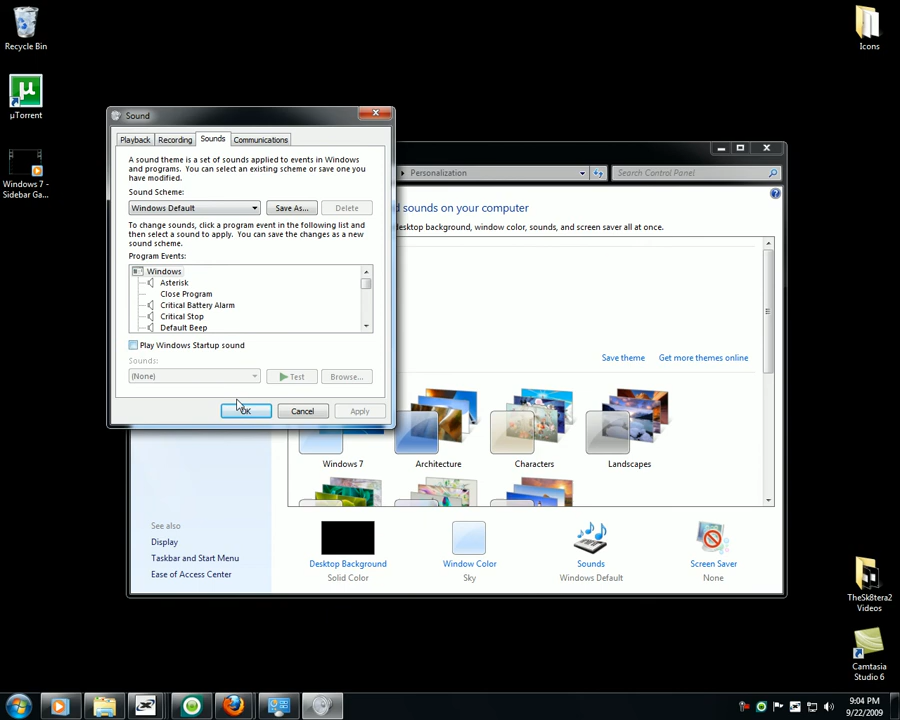 Recycle Bin
µTorrent
Windows 7 -
Sidebar Ga...
Icons
TheSk8tera2
Videos
Camtasia
Studio 6
Sound
Playback
Recording
Sounds
Communications
A sound theme is a set of sounds applied to events in Windows
and programs. You can select an existing scheme or save one you
have modified.
Sound Scheme:
Windows Default
Save As...
Delete
To change sounds, click a program event in the following list and
then select a sound to apply. You can save the changes as a new
sound scheme.
Program Events:
Windows
Asterisk
Close Program
Critical Battery Alarm
Critical Stop
Default Beep
Play Windows Startup sound
Sounds:
(None)
Test
Browse...
OK
Cancel
Apply
Personalization
Search Control Panel
d sounds on your computer
desktop background, window color, sounds, and screen saver all at once.
Save theme
Get more themes online
Windows 7
Architecture
Characters
Landscapes
See also
Display
Taskbar and Start Menu
Ease of Access Center
Desktop Background
Solid Color
Window Color
Sky
Sounds
Windows Default
Screen Saver
None
9:04 PM
9/22/2009